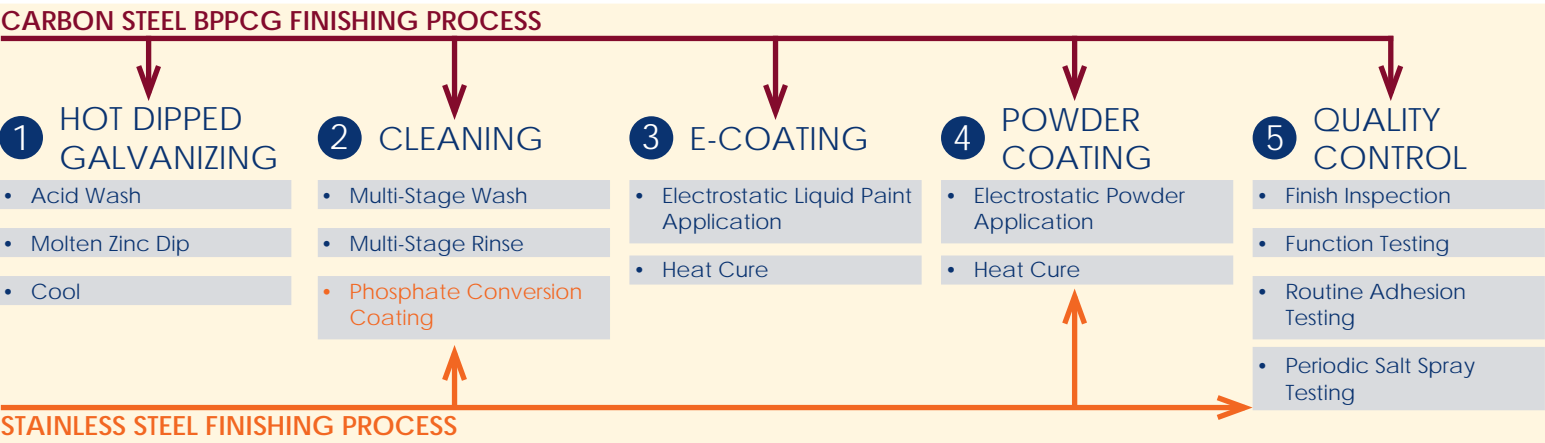 CARBON STEEL BPPCG FINISHING PROCESS
1 HOT DIPPED
GALVANIZING
• Acid Wash
• Molten Zinc Dip
• Cool
2 CLEANING
• Multi-Stage Wash
• Multi-Stage Rinse
• Phosphate Conversion
Coating
3 E-COATING
• Electrostatic Liquid Paint
Application
• Heat Cure
4 POWDER
COATING
• Electrostatic Powder
Application
• Heat Cure
5 QUALITY
CONTROL
• Finish Inspection
• Function Testing
• Routine Adhesion
Testing
• Periodic Salt Spray
Testing
STAINLESS STEEL FINISHING PROCESS